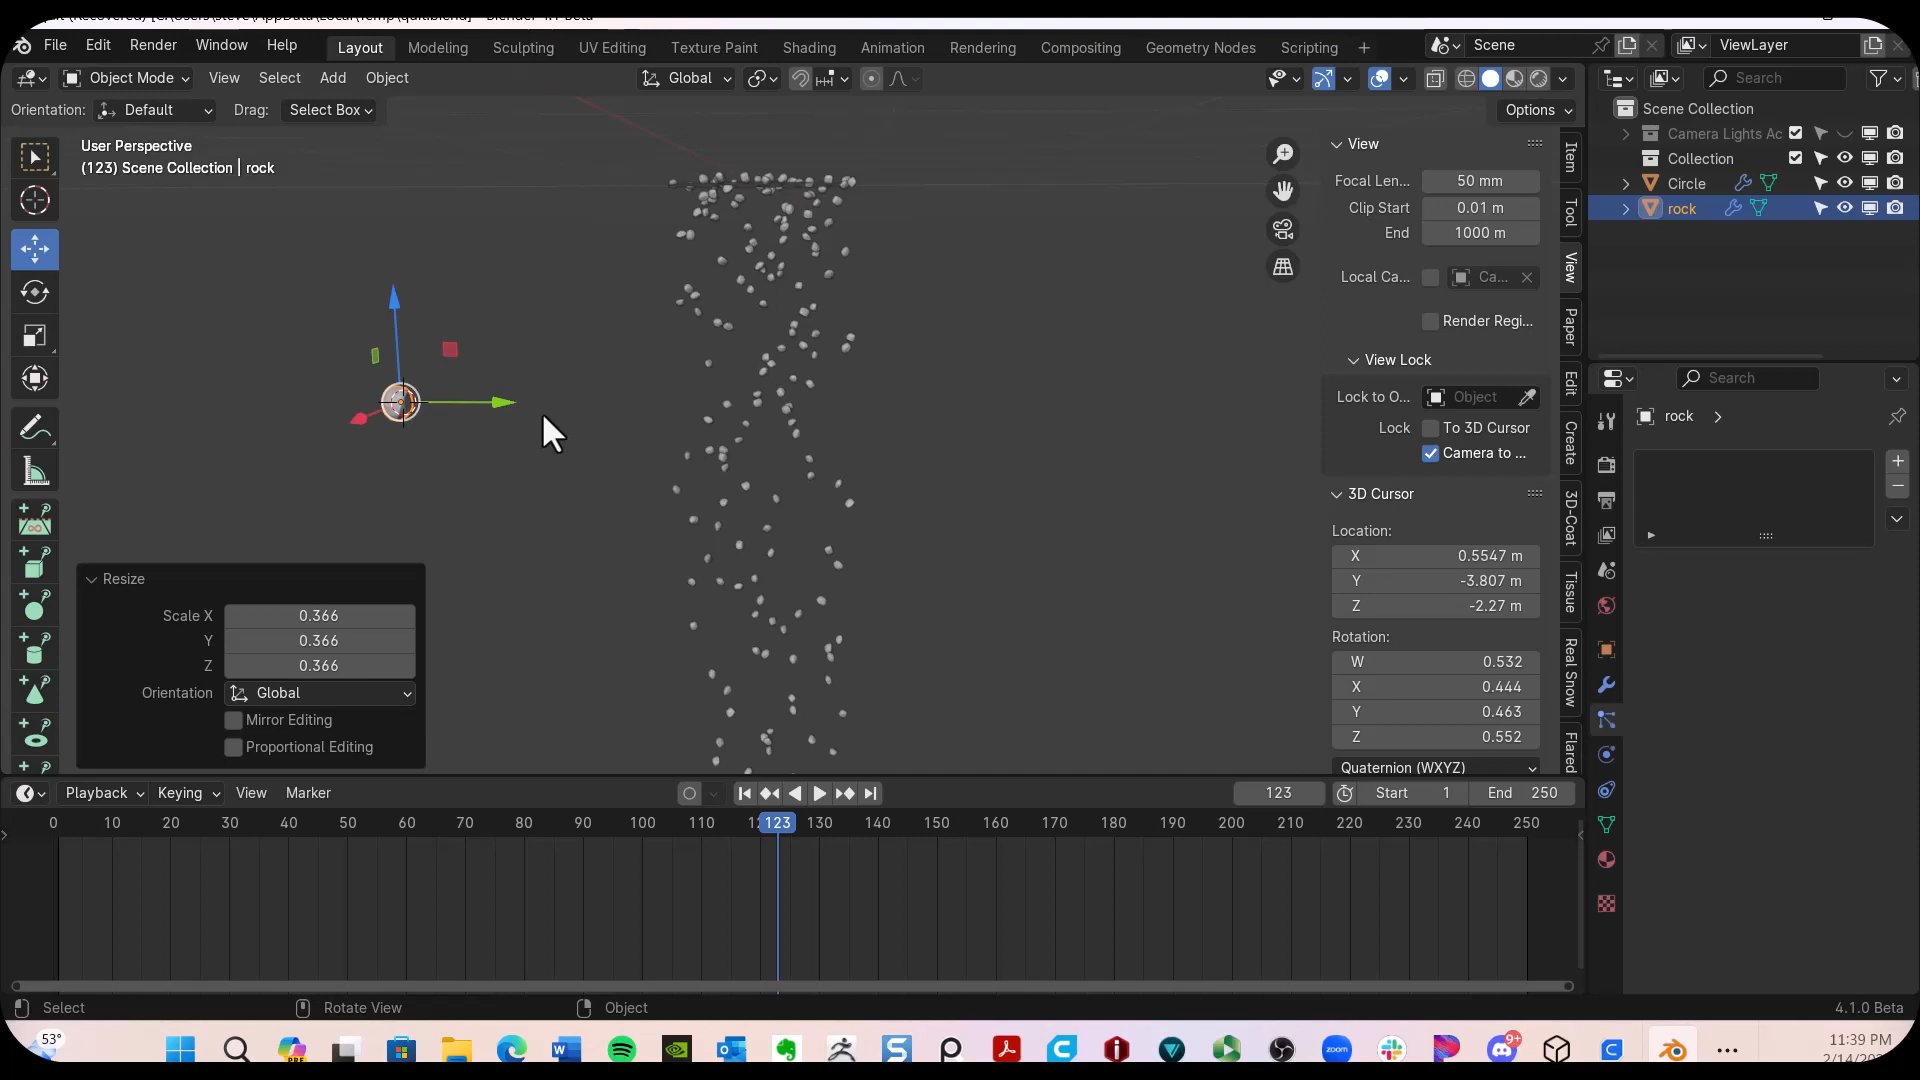 File Edit Render Window Help Layout Modeling Sculpting UV Editing Texture Paint Shading Animation Rendering Compositing Geometry Nodes Scripting + Scene ViewLayer
Object Mode View Select Add Object Global Search
Orientation: Default Drag: Select Box Options
User Perspective
(123) Scene Collection | rock
Scene Collection
Camera Lights Ac
Collection
Circle
rock
View
Focal Len... 50 mm
Clip Start 0.01 m
End 1000 m
Local Ca... Ca...
Render Regi...
View Lock
Lock to O... Object
Lock To 3D Cursor
Camera to ...
3D Cursor
Location:
X 0.5547 m
Y -3.807 m
Z -2.27 m
Rotation:
W 0.532
X 0.444
Y 0.463
Z 0.552
Quaternion (WXYZ)
Item
Tool
View
Paper
Edit
Create
3D-Coat
Tissue
Real Snow
Flared
Search
rock
Resize
Scale X 0.366
Y 0.366
Z 0.366
Orientation Global
Mirror Editing
Proportional Editing
Playback Keying View Marker 123 Start 1 End 250
0 10 20 30 40 50 60 70 80 90 100 110 123 130 140 150 160 170 180 190 200 210 220 230 240 250
Select Rotate View Object 4.1.0 Beta
53°
PRE
zoom
9+
11:39 PM